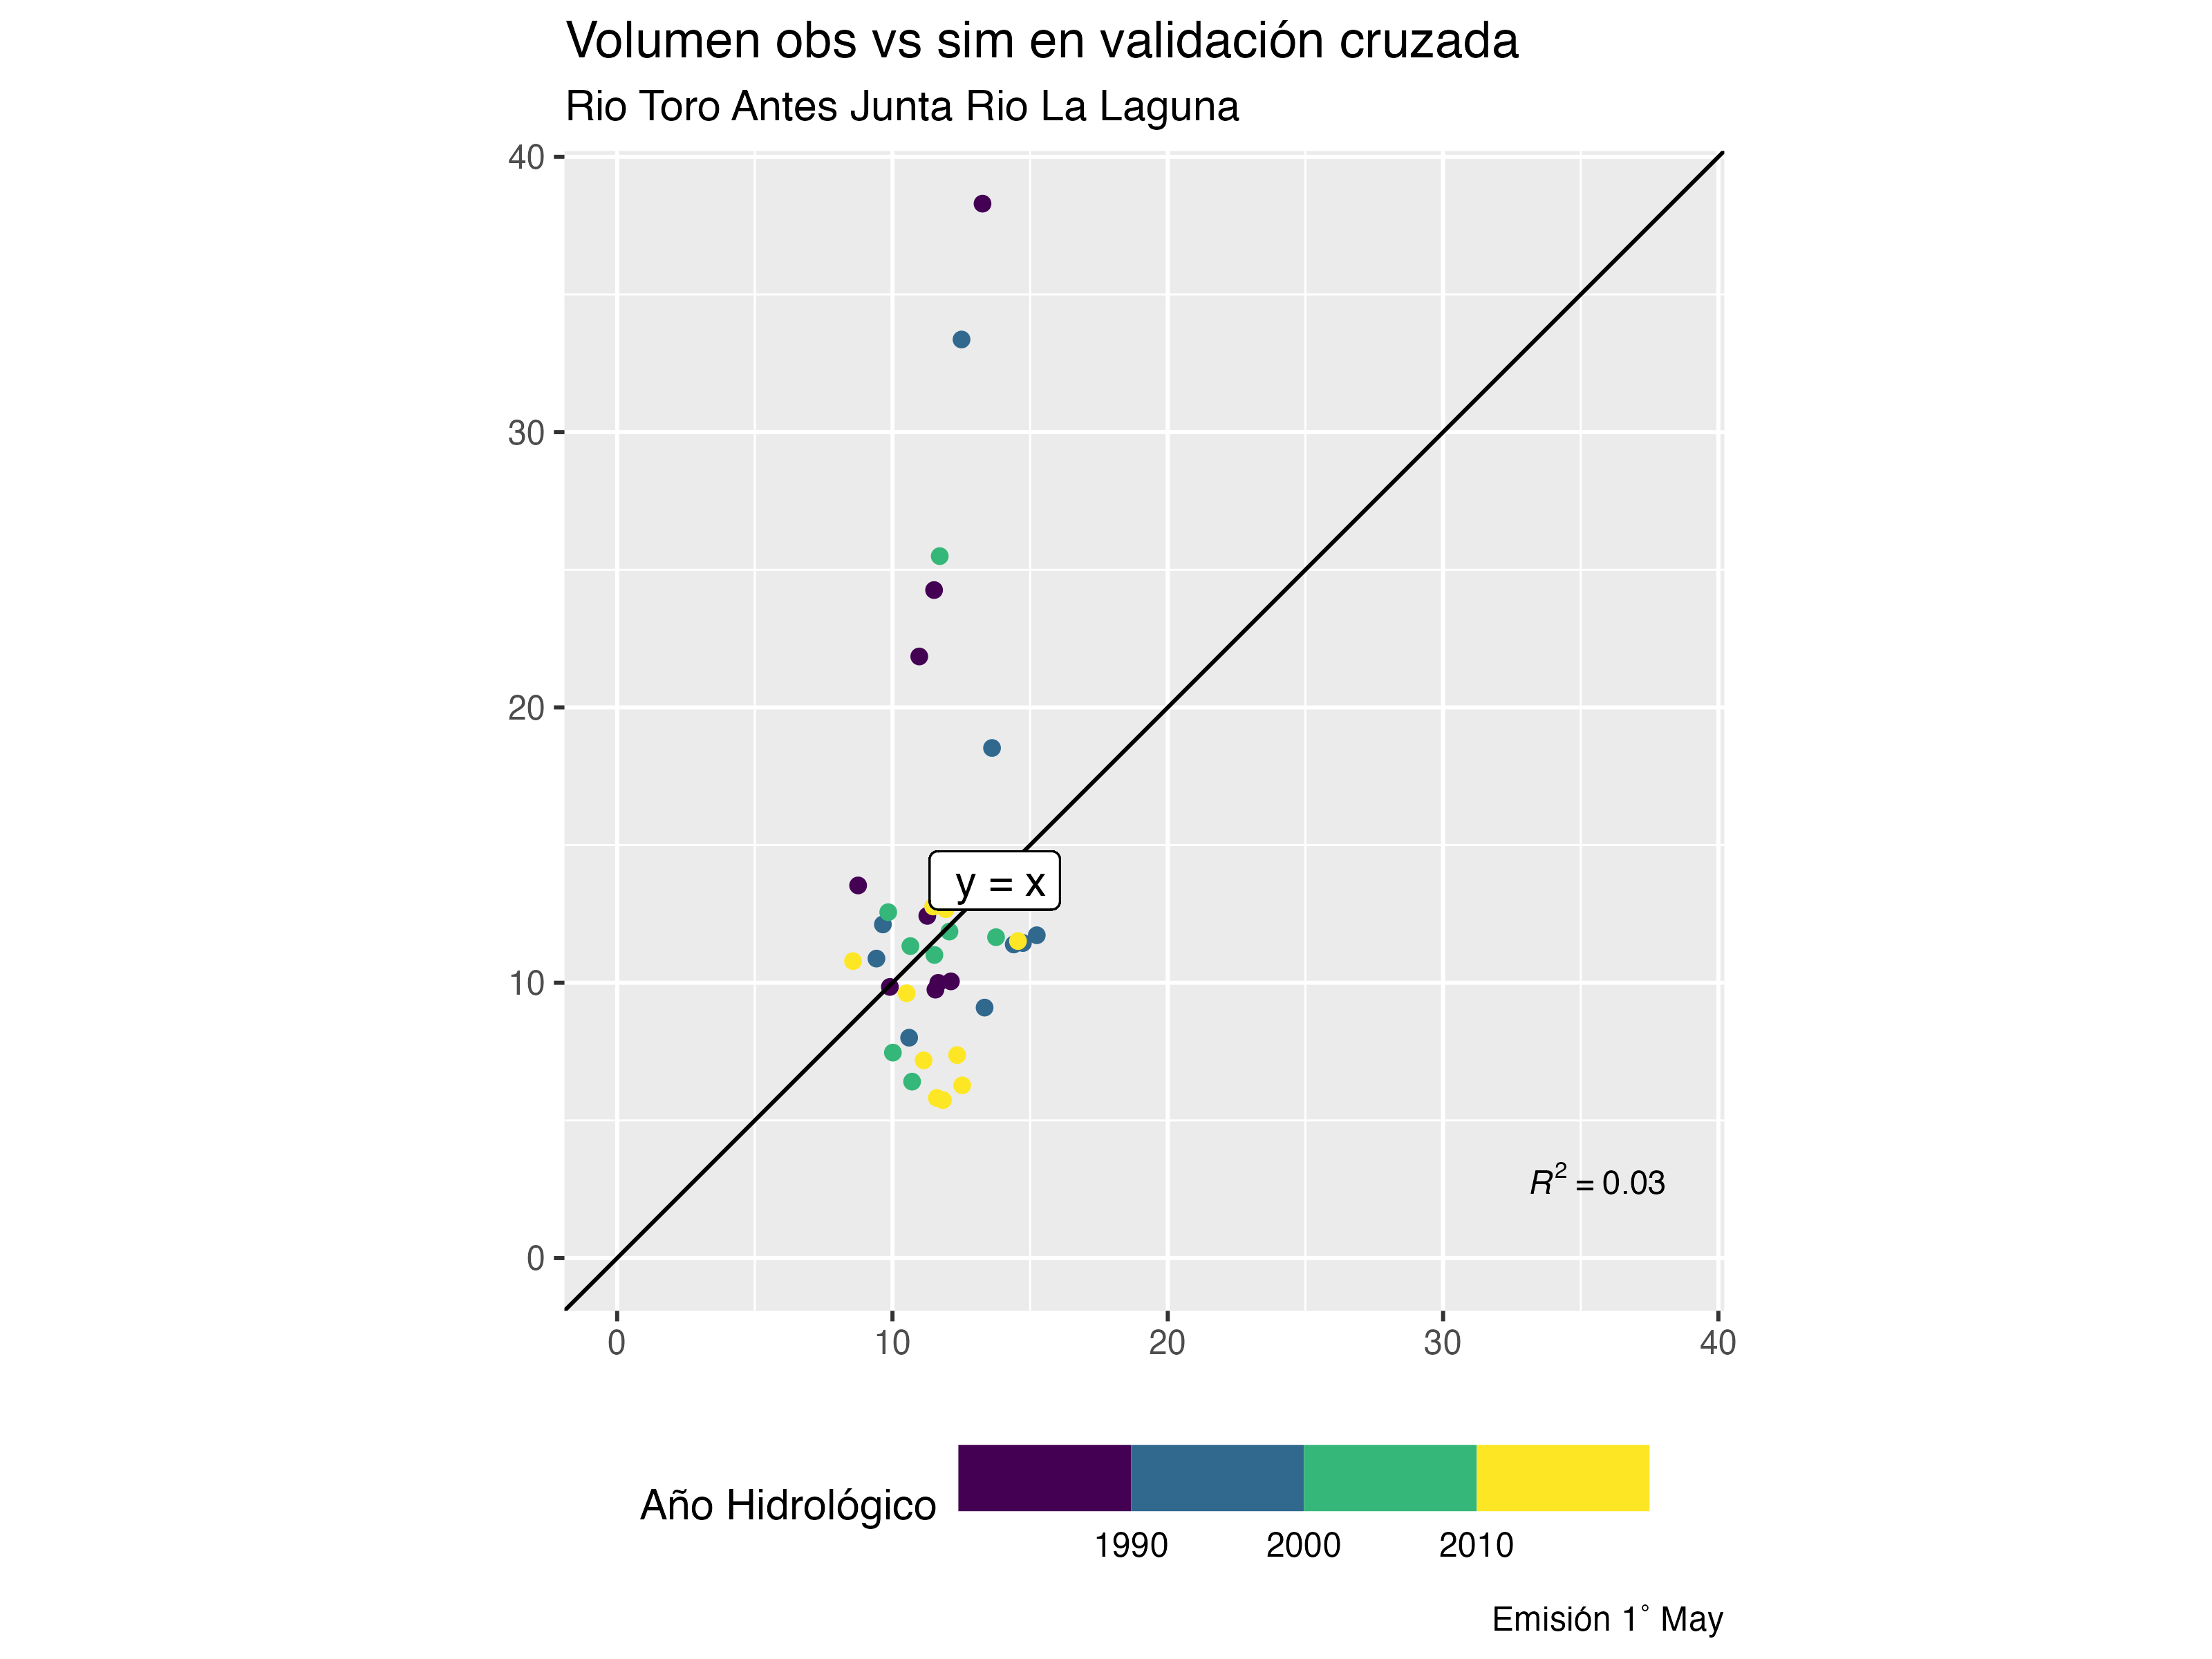 Volumen obs vs sim en validación cruzada
Rio Toro Antes Junta Rio La Laguna
40
30
20
10
0
y = x
R² = 0.03
0 10 20 30 40
Año Hidrológico
1990 2000 2010
Emisión 1° May